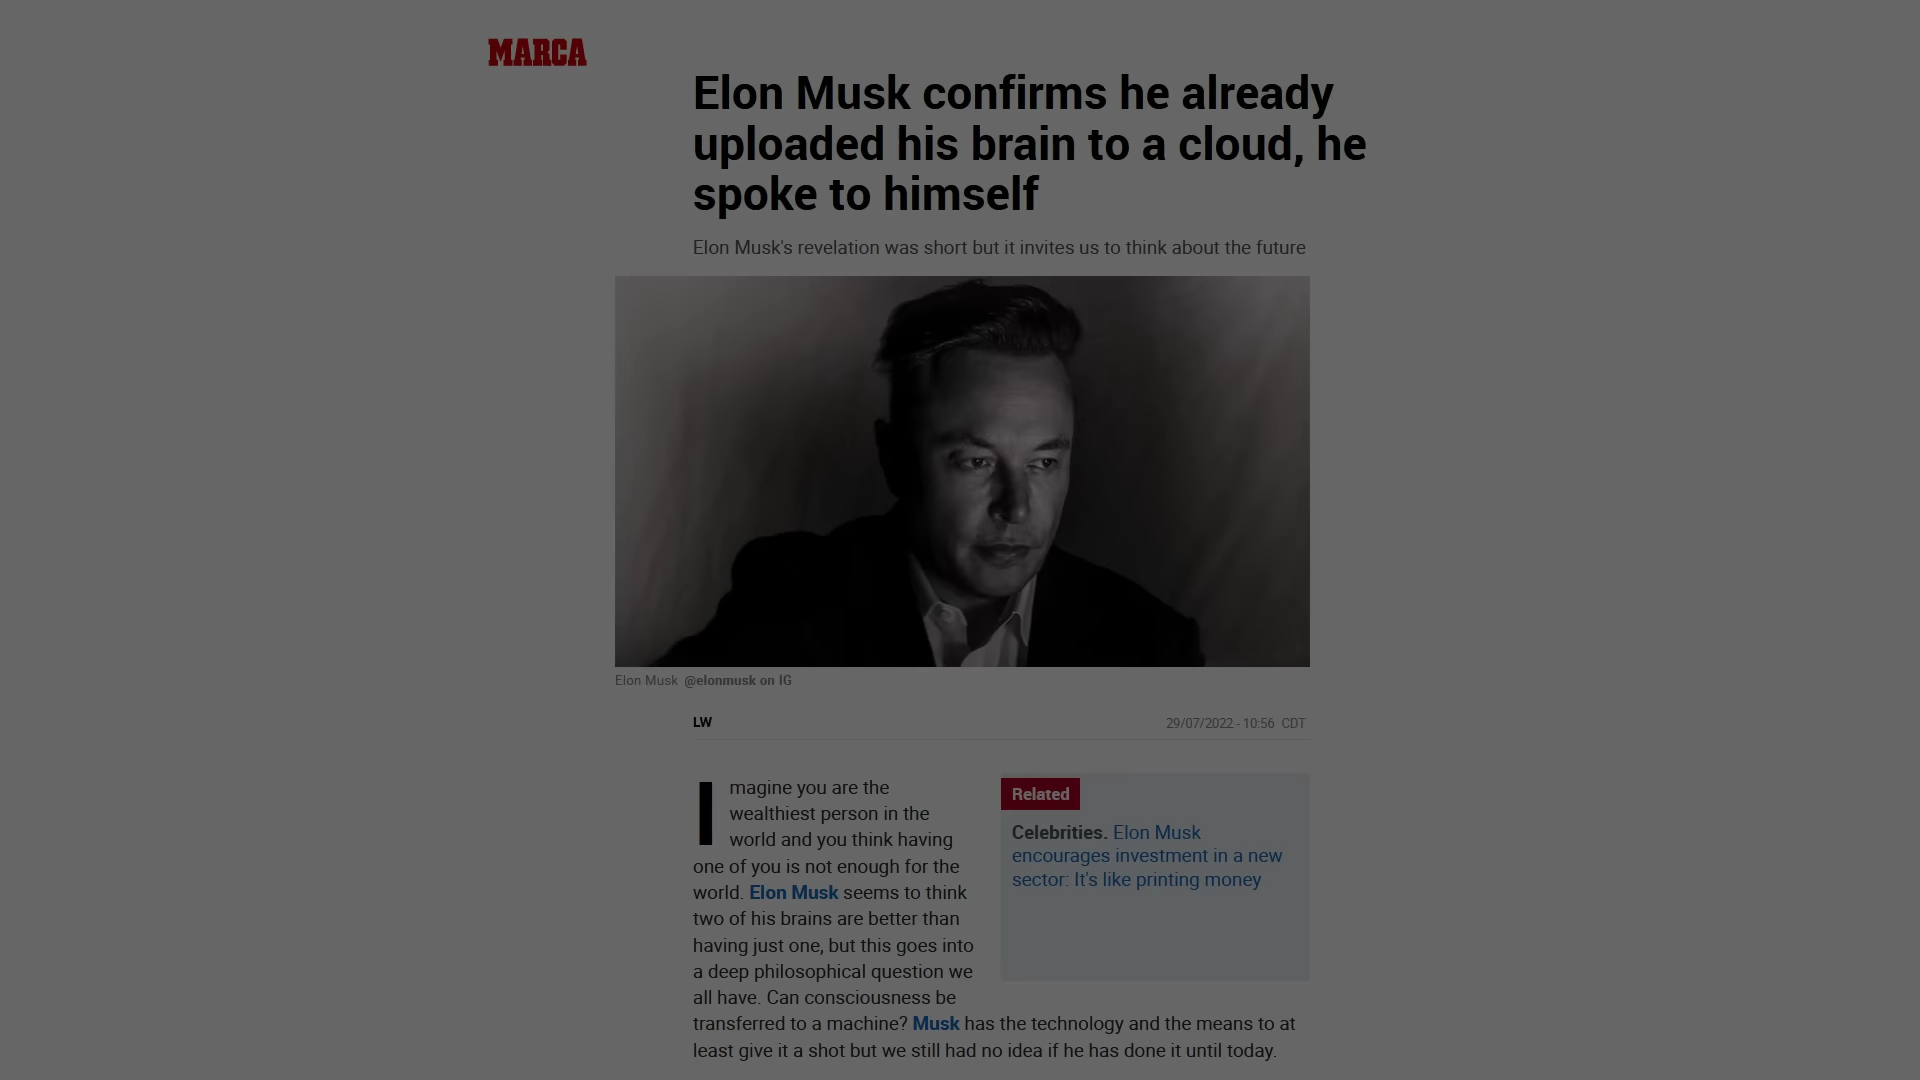 MARCA
Elon Musk confirms he already
uploaded his brain to a cloud, he
spoke to himself
Elon Musk's revelation was short but it invites us to think about the future
Elon Musk @elonmusk on IG
LW
29/07/2022 - 10:56 CDT
Imagine you are the
wealthiest person in the
world and you think having
one of you is not enough for the
world. Elon Musk seems to think
two of his brains are better than
having just one, but this goes into
a deep philosophical question we
all have. Can consciousness be
transferred to a machine? Musk has the technology and the means to at
least give it a shot but we still had no idea if he has done it until today.
Related
Celebrities. Elon Musk
encourages investment in a new
sector: It's like printing money